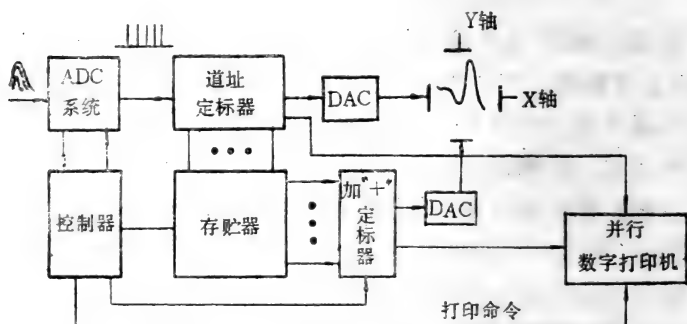 Y轴
ADC
系统
道址
定标器
DAC
X轴
控制器
存贮器
加"+"
定
标
器
DAC
并行
数字打印机
打印命令